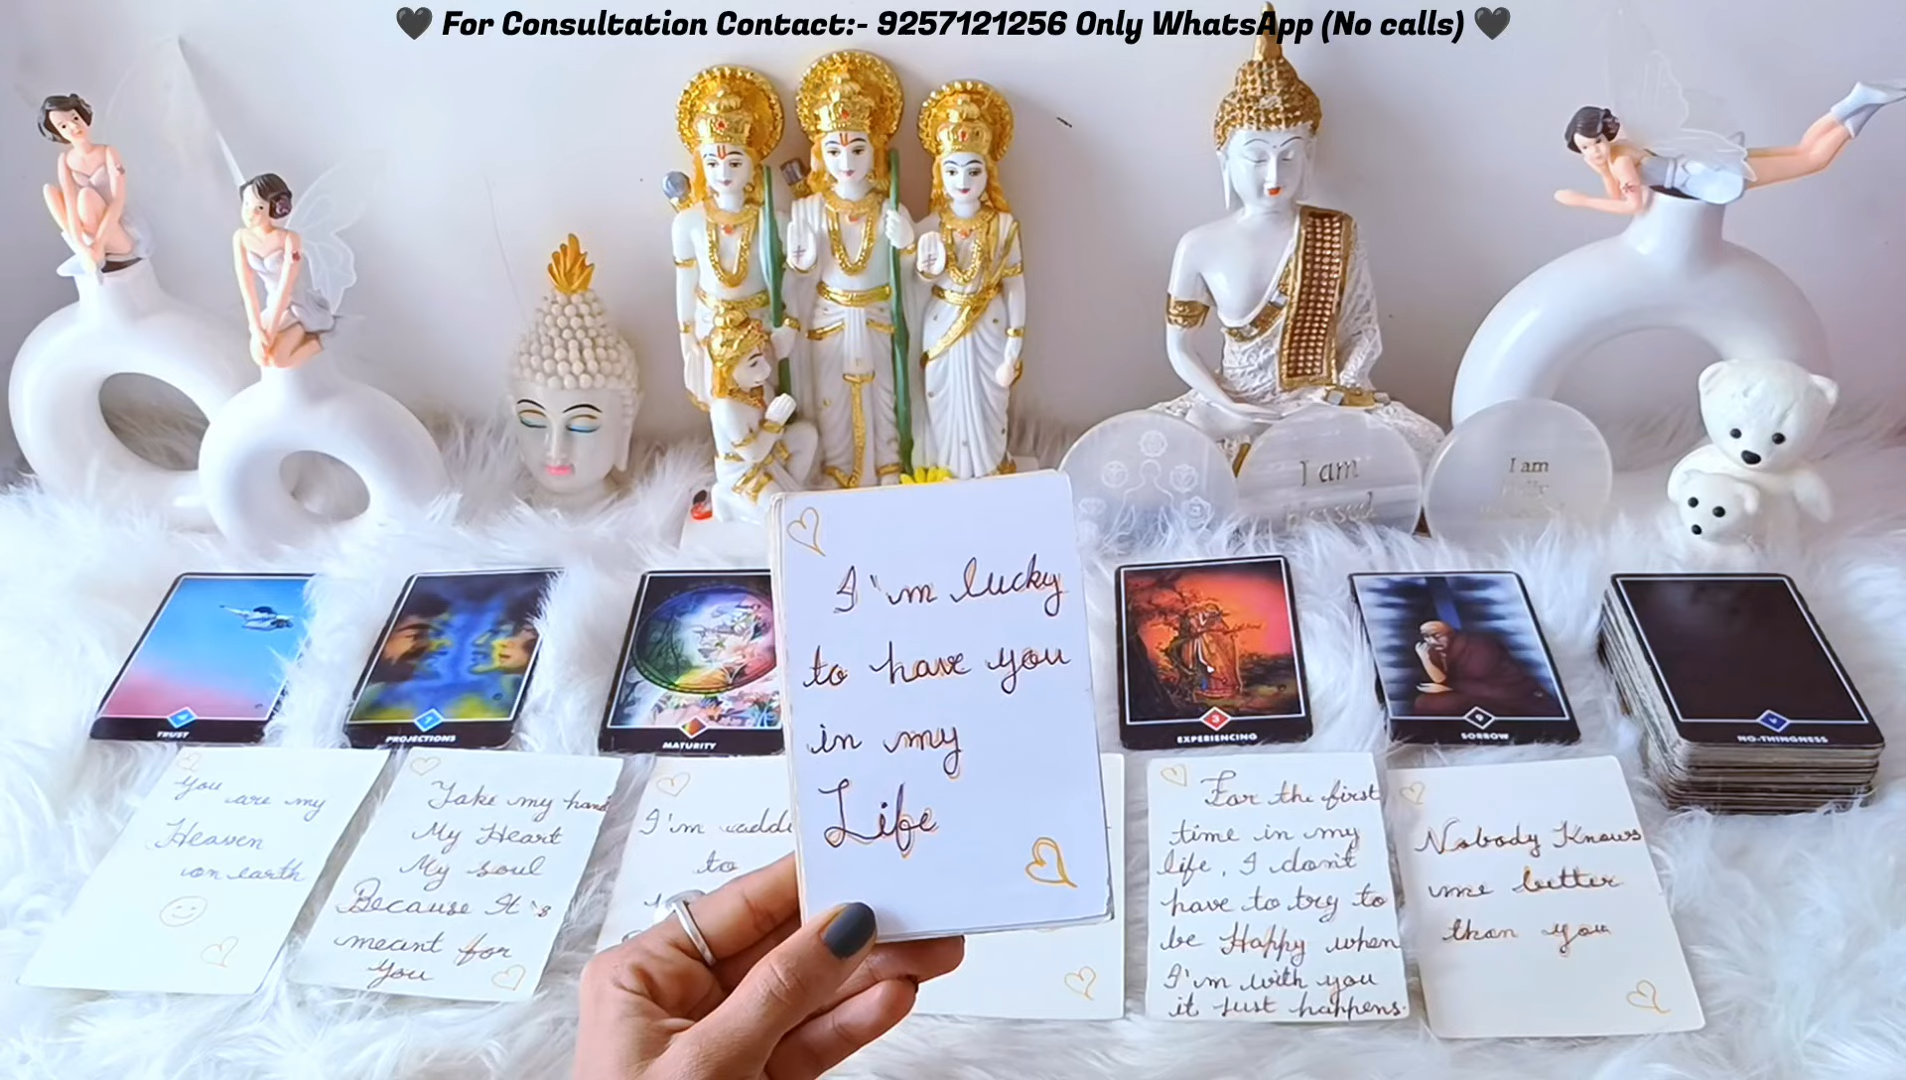 🖤 For Consultation Contact:- 9257121256 Only WhatsApp (No calls) 🖤
I am
blessed
I am
TRUST
PROJECTIONS
MATURITY
EXPERIENCING
SORROW
NO-THINGNESS
I'm lucky
to have you
in my
Life
You
are my
Heaven
on earth
Take my hand
My Heart
My soul
Because It's
meant for
you
I'm
to
For the first
time in my
life, I don't
have to try to
be Happy when
I'm with you
it just happens.
Nobody Knows
me better
than you